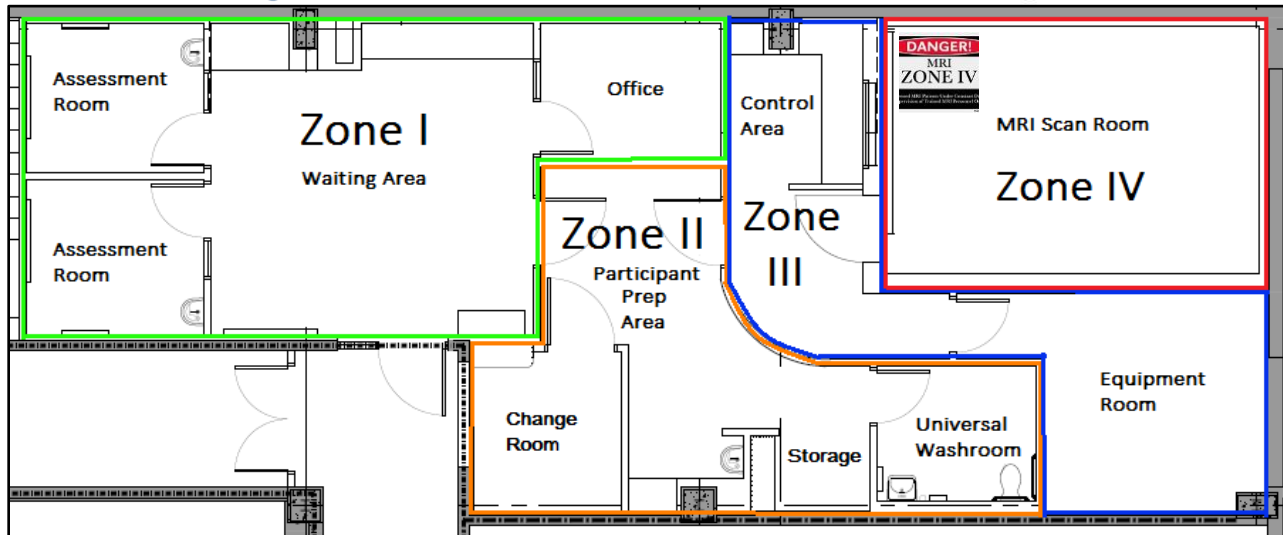 Assessment
Room
Zone I
Waiting Area
Office
Assessment
Room
Zone II
Participant
Prep
Area
Change
Room
Storage
Universal
Washroom
Control
Area
Zone
III
Equipment
Room
DANGER!
MRI
ZONE IV
MRI Scan Room
Zone IV